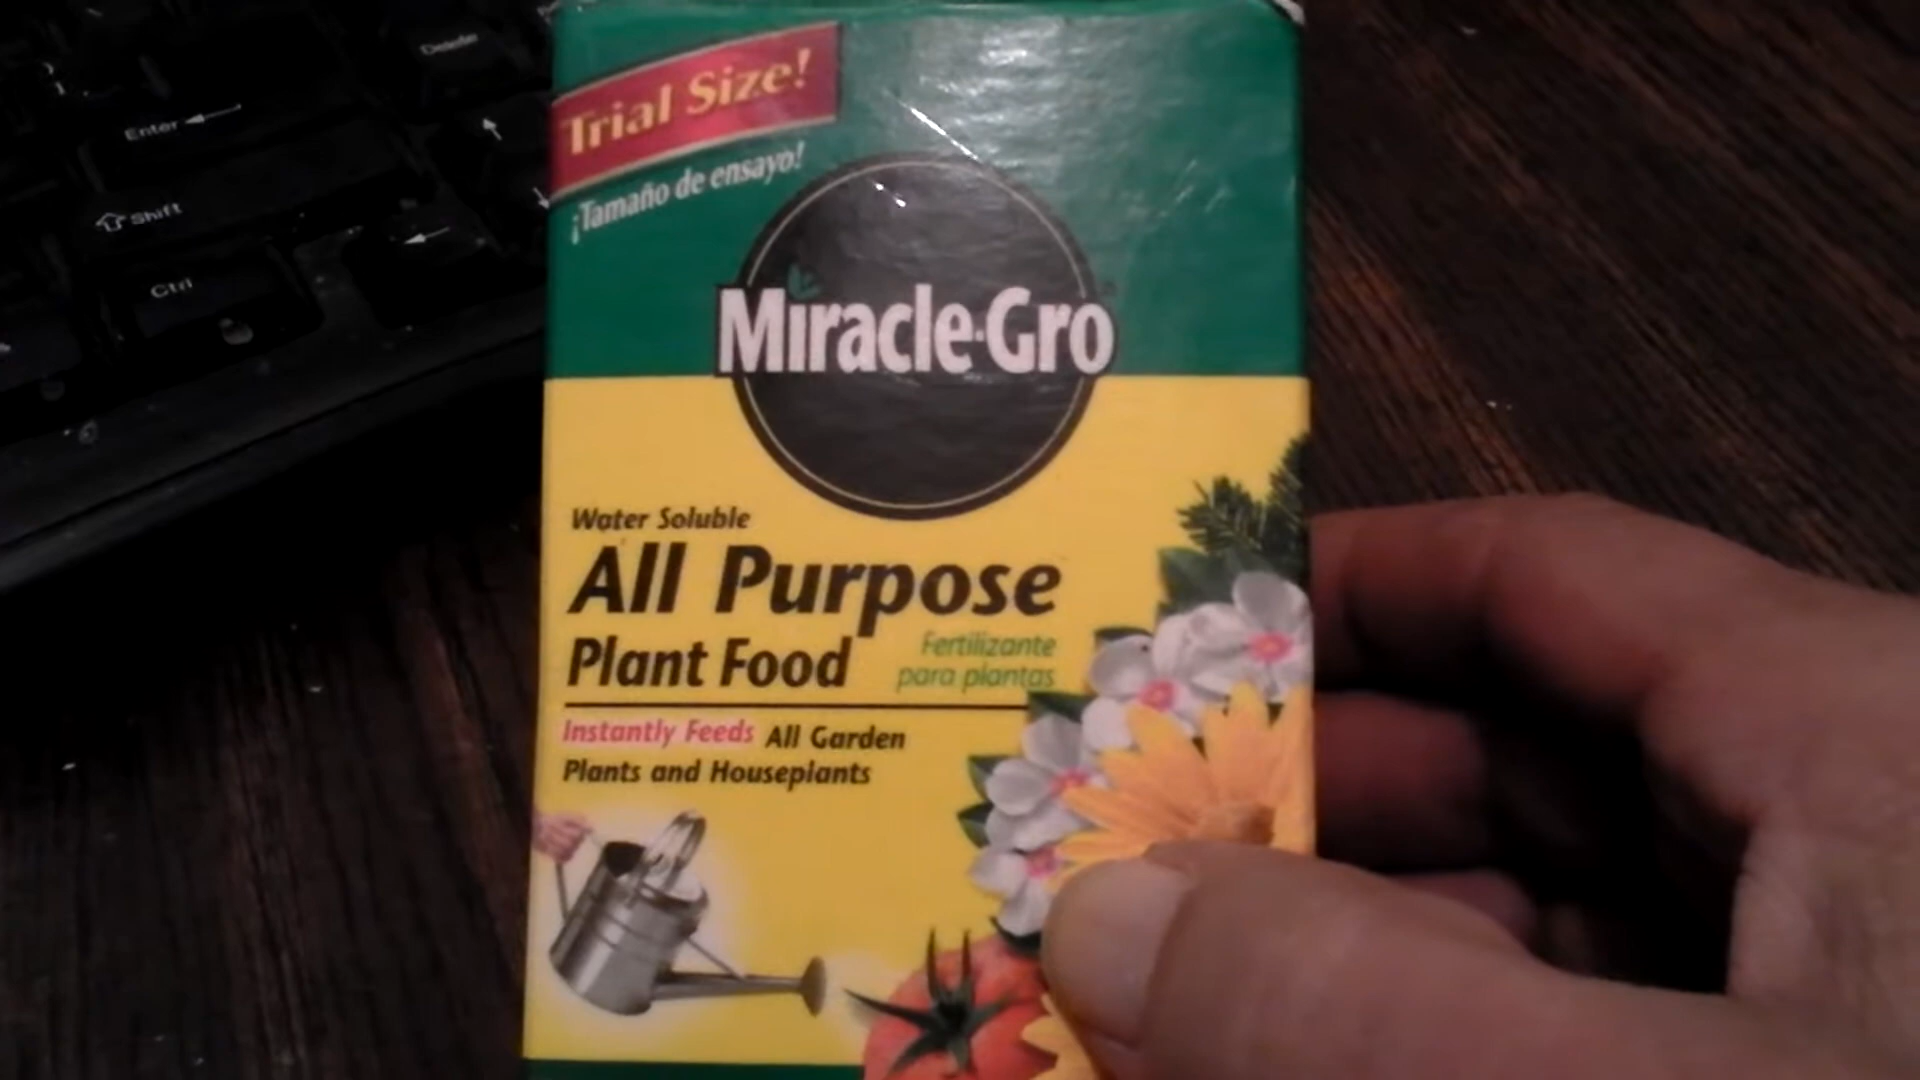 Delete
Enter
Shift
Ctrl
Trial Size!
¡Tamaño de ensayo!
Miracle-Gro
Water Soluble
All Purpose
Plant Food
Fertilizante
para plantas
Instantly Feeds All Garden
Plants and Houseplants